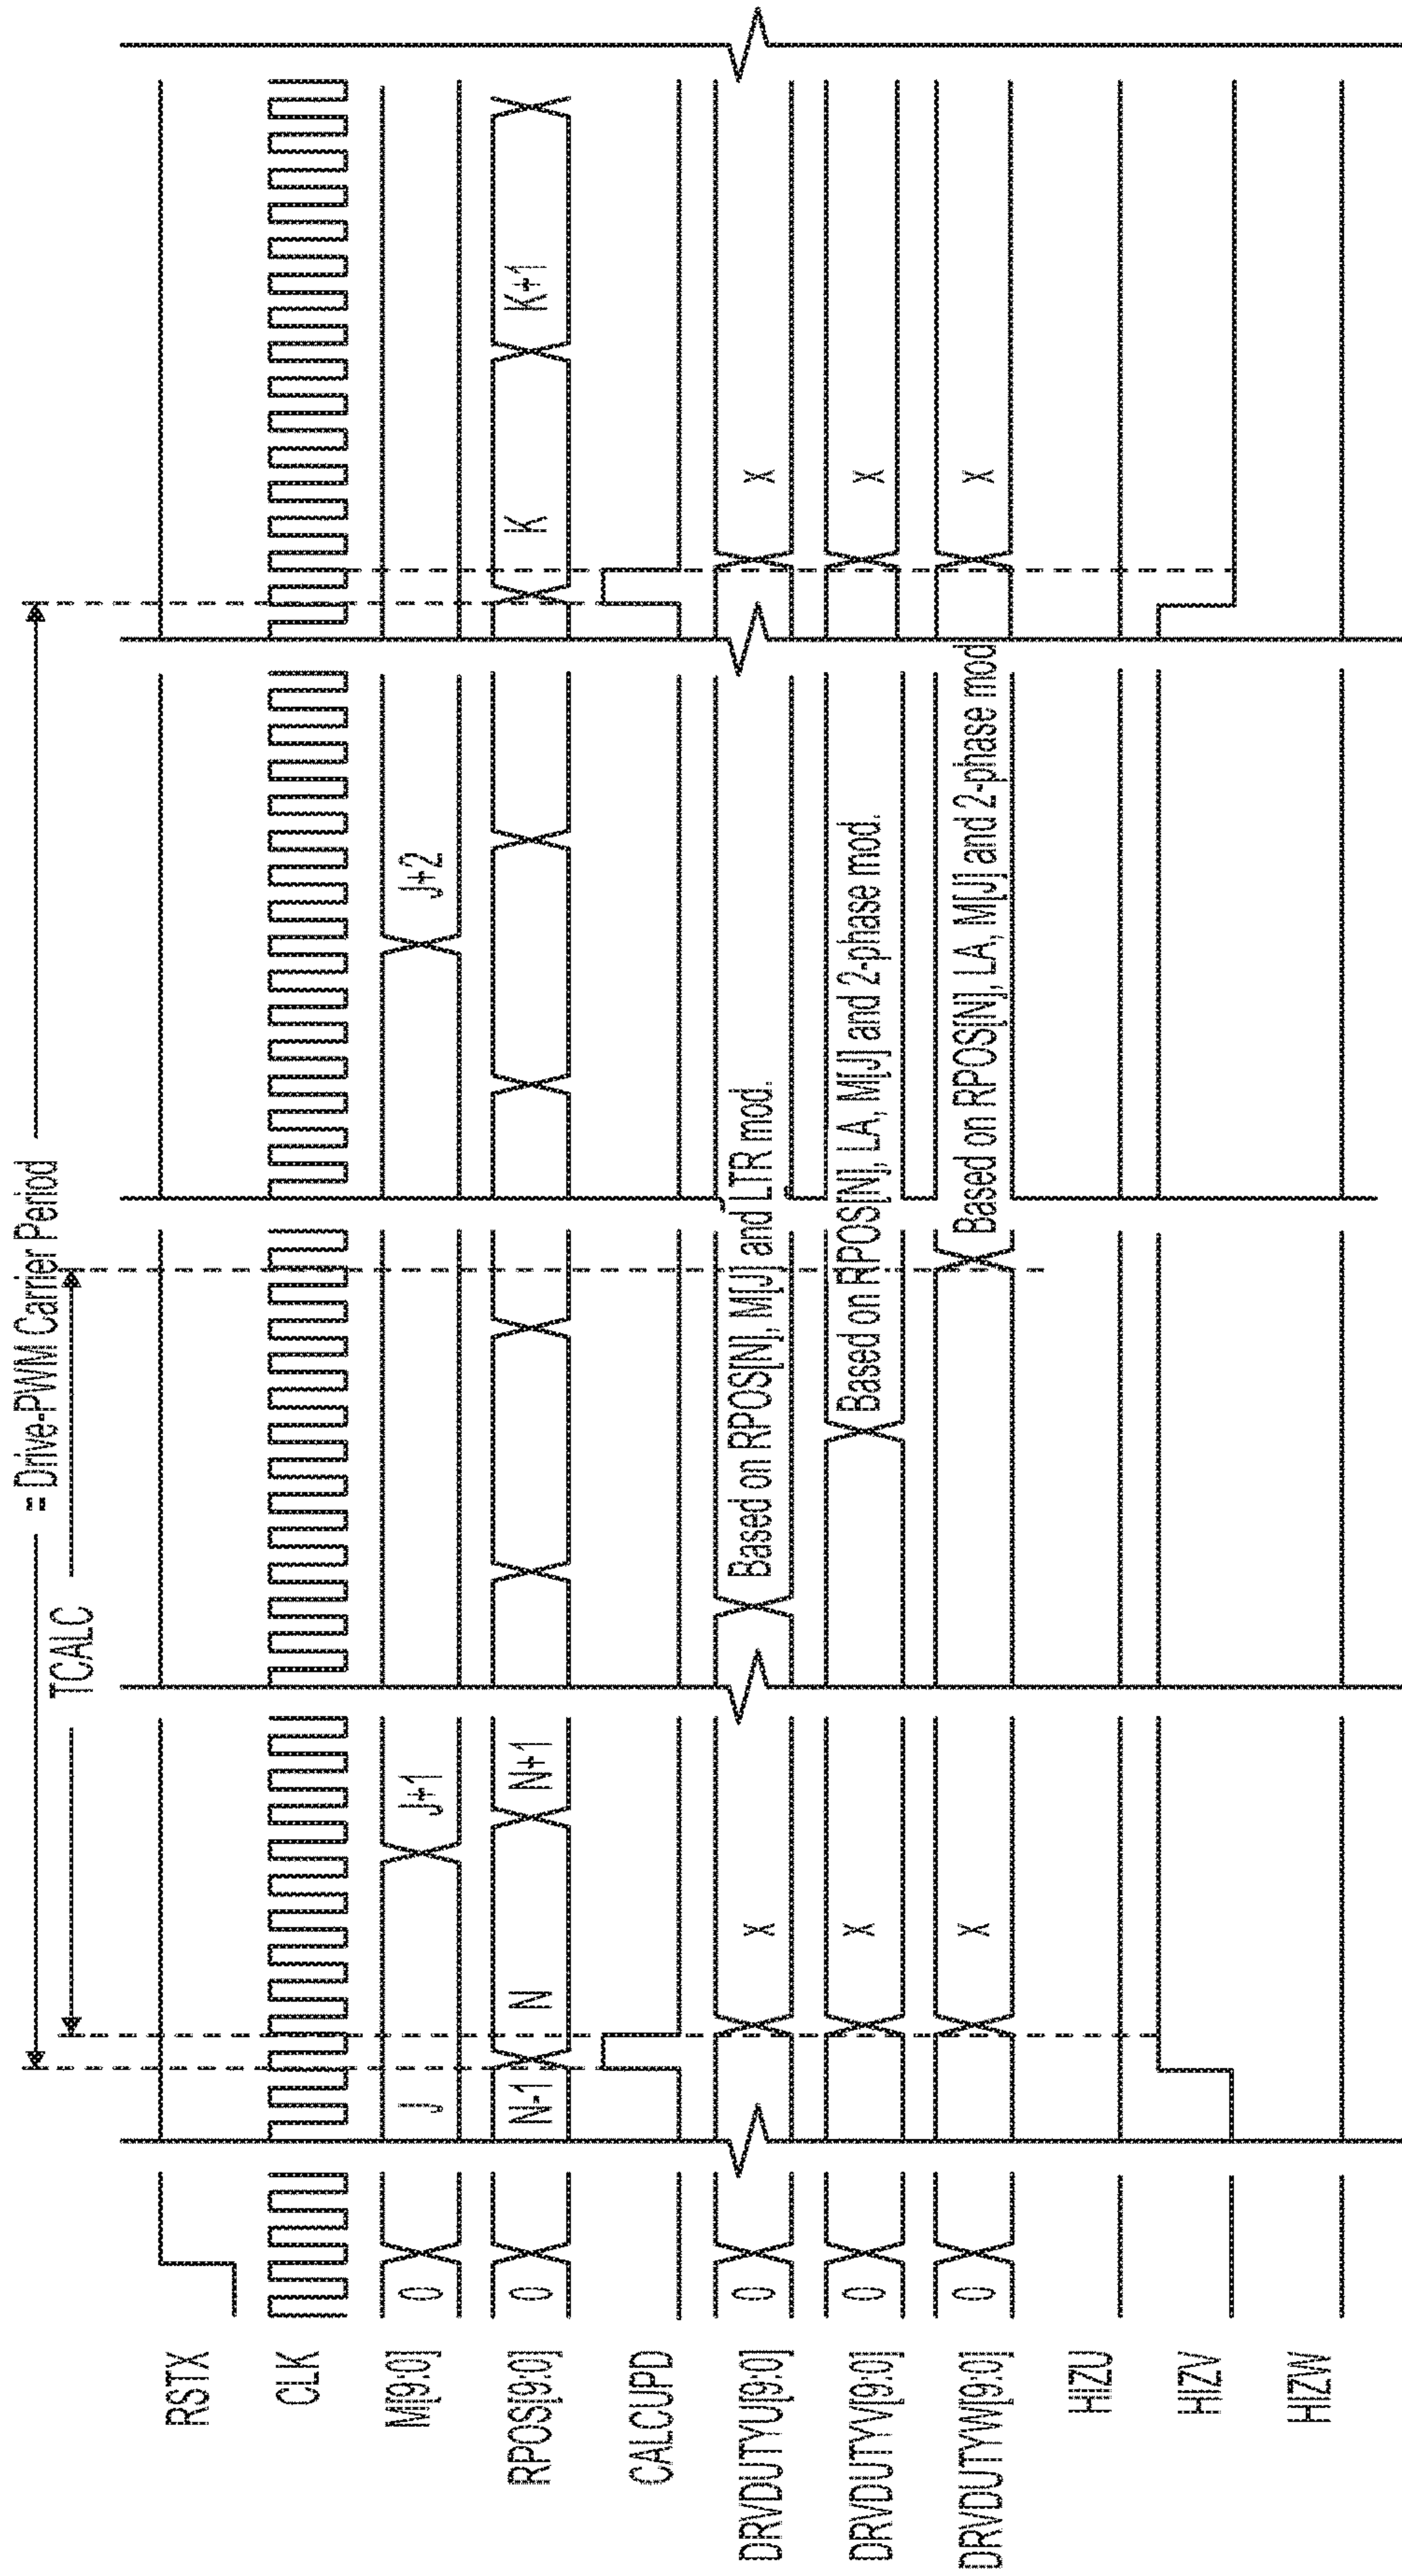 = Drive-PWM Carrier Period
TCALC
RSTX
CLK
M[9:0] 0 J J+1 J+2
RPOS[9:0] 0 N-1 N N+1 K K+1
CALCUPD
DRVDUTYU[9:0] 0 X Based on RPOS[N], M[J] and LTR mod. X
DRVDUTYV[9:0] 0 X Based on RPOS[N], LA, M[J] and 2-phase mod. X
DRVDUTYW[9:0] 0 X Based on RPOS[N], LA, M[J] and 2-phase mod X
HIZU
HIZV
HIZW